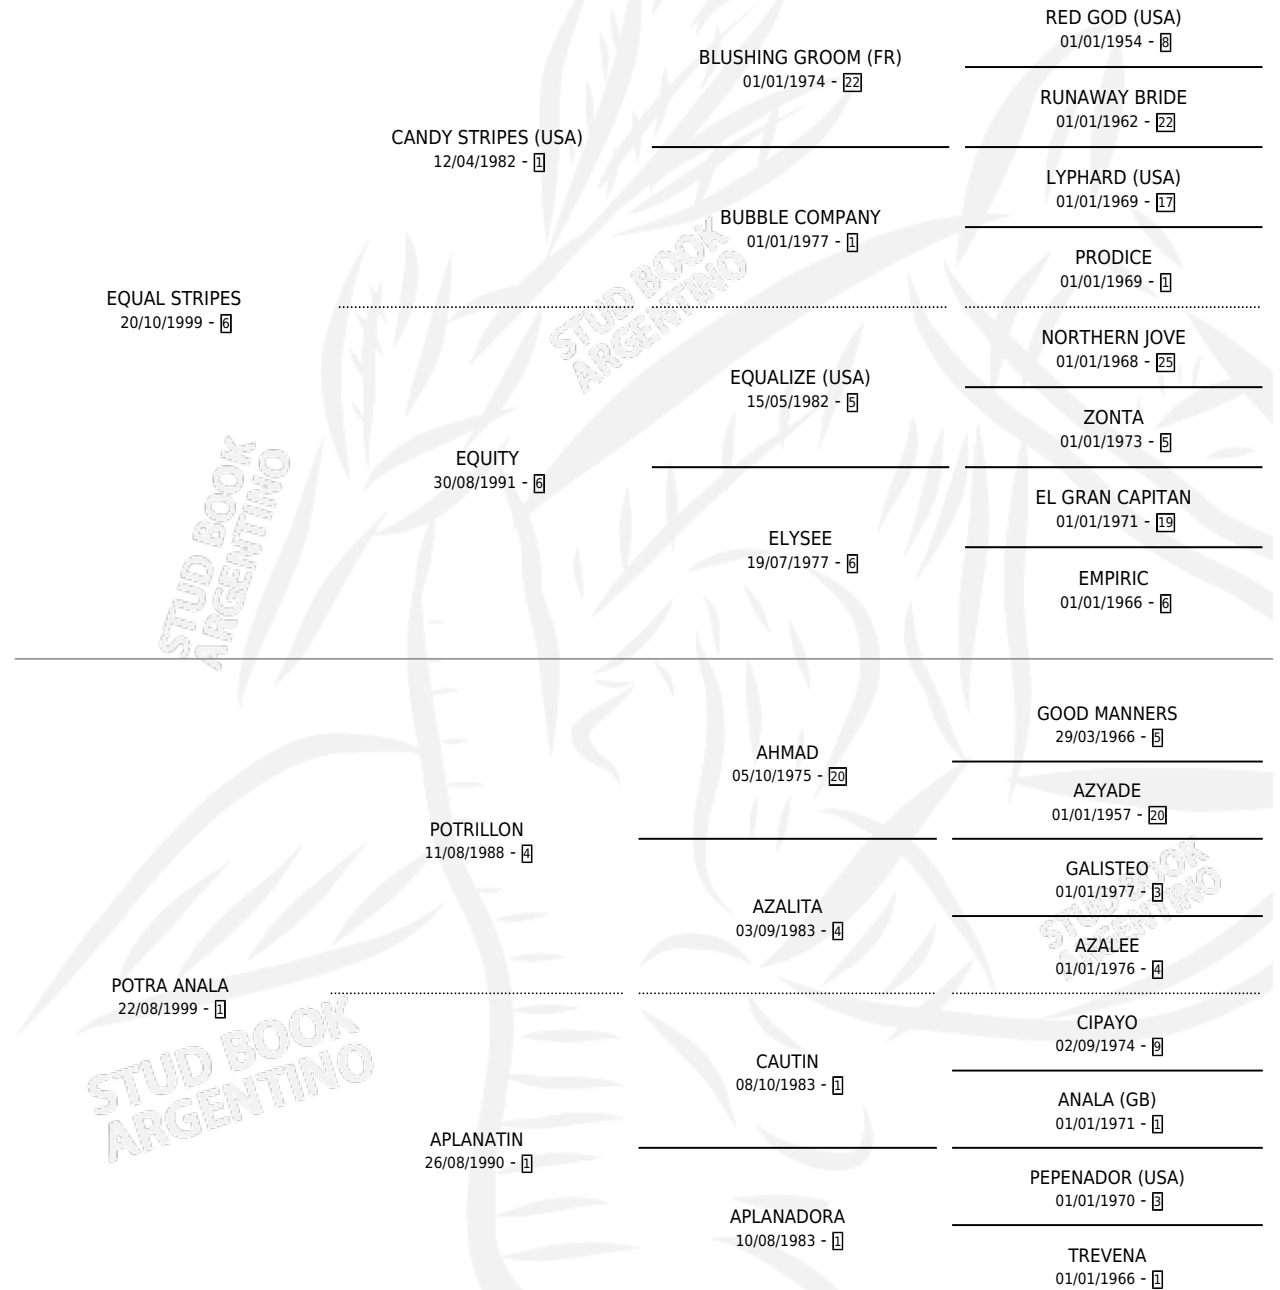 RED GOD (USA)
01/01/1954 - 8
BLUSHING GROOM (FR)
01/01/1974 - 22
RUNAWAY BRIDE
01/01/1962 - 22
CANDY STRIPES (USA)
12/04/1982 - 1
LYPHARD (USA)
01/01/1969 - 17
BUBBLE COMPANY
01/01/1977 - 1
PRODICE
01/01/1969 - 1
EQUAL STRIPES
20/10/1999 - 6
NORTHERN JOVE
01/01/1968 - 25
EQUALIZE (USA)
15/05/1982 - 5
ZONTA
01/01/1973 - 5
EQUITY
30/08/1991 - 6
EL GRAN CAPITAN
01/01/1971 - 19
ELYSEE
19/07/1977 - 6
EMPIRIC
01/01/1966 - 6
STUD BOOK
ARGENTINO
STUD BOOK
ARGENTINO
GOOD MANNERS
29/03/1966 - 5
AHMAD
05/10/1975 - 20
AZYADE
01/01/1957 - 20
POTRILLON
11/08/1988 - 4
GALISTEO
01/01/1977 - 3
AZALITA
03/09/1983 - 4
AZALEE
01/01/1976 - 4
POTRA ANALA
22/08/1999 - 1
CIPAYO
02/09/1974 - 9
CAUTIN
08/10/1983 - 1
ANALA (GB)
01/01/1971 - 1
APLANATIN
26/08/1990 - 1
PEPENADOR (USA)
01/01/1970 - 3
APLANADORA
10/08/1983 - 1
TREVENA
01/01/1966 - 1
STUD BOOK
ARGENTINO
STUD BOOK
ARGENTINO